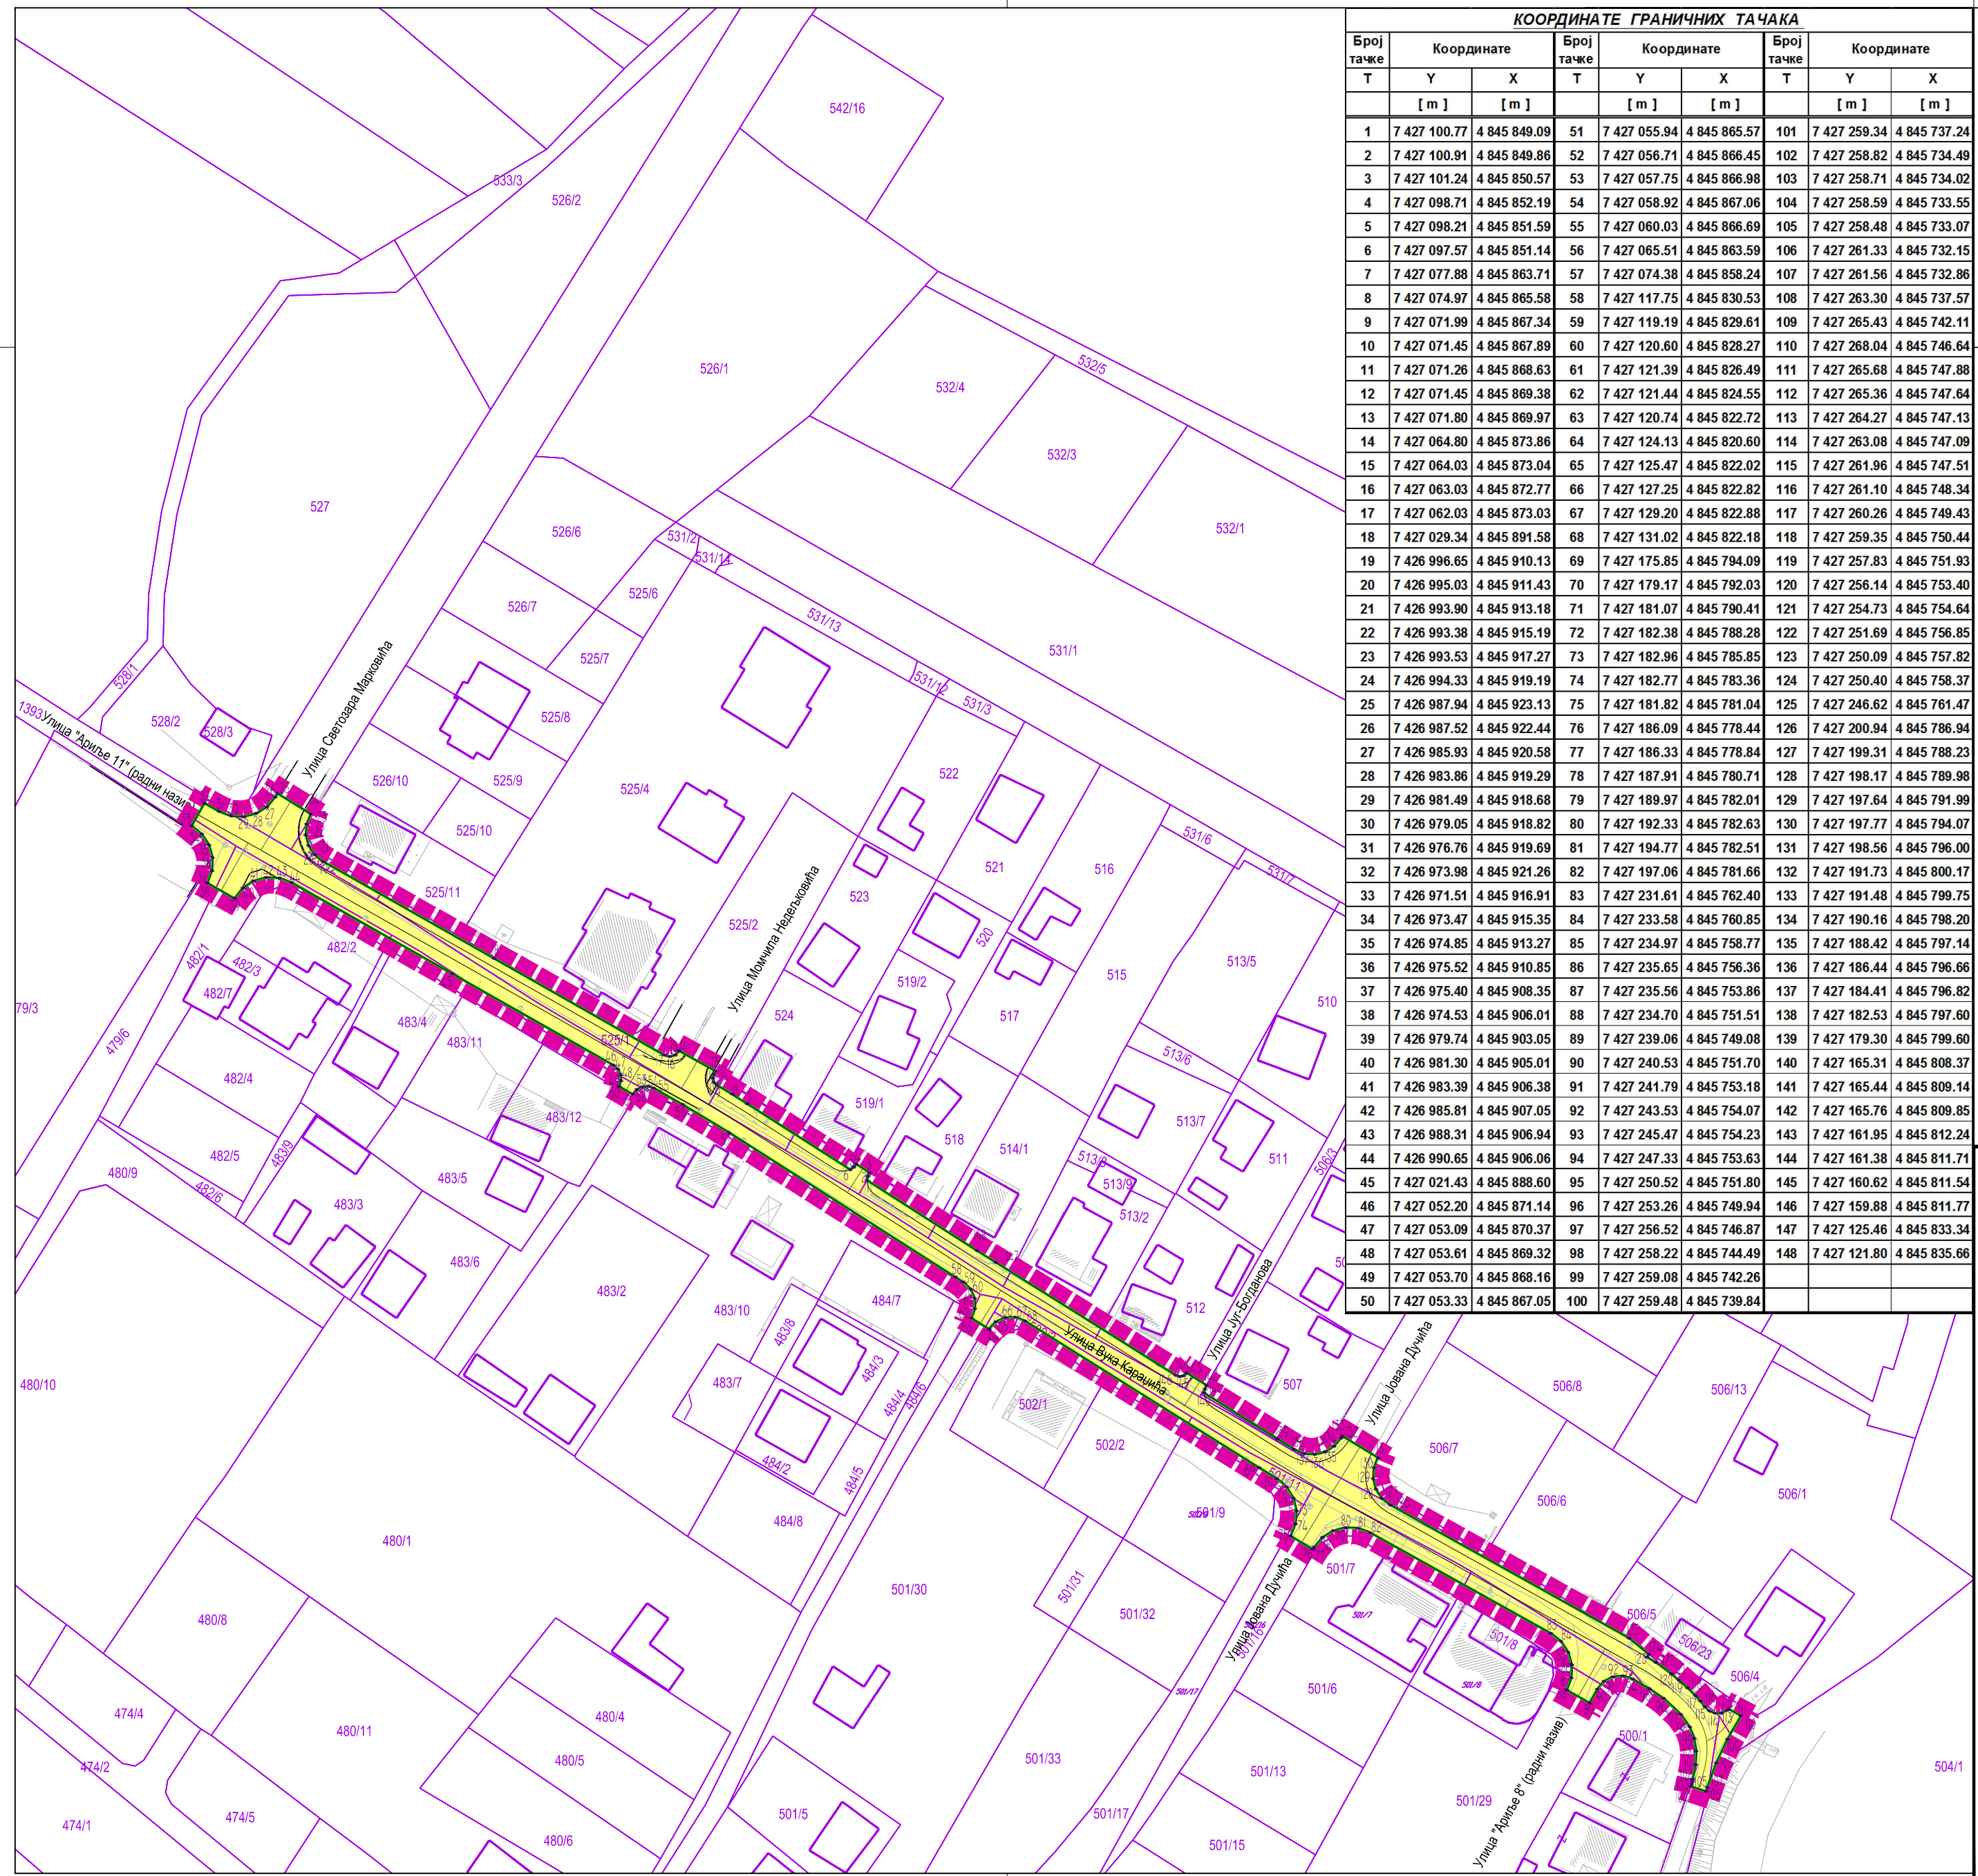 КООРДИНАТЕ ГРАНИЧНИХ ТАЧАКА
Број тачке Координате Број тачке Координате Број тачке Координате
Т Y X Т Y X Т Y X
[ m ] [ m ] [ m ] [ m ] [ m ] [ m ]
1 7 427 100.77 4 845 849.09 51 7 427 055.94 4 845 865.57 101 7 427 259.34 4 845 737.24
2 7 427 100.91 4 845 849.86 52 7 427 056.71 4 845 866.45 102 7 427 258.82 4 845 734.49
3 7 427 101.24 4 845 850.57 53 7 427 057.75 4 845 866.98 103 7 427 258.71 4 845 734.02
4 7 427 098.71 4 845 852.19 54 7 427 058.92 4 845 867.06 104 7 427 258.59 4 845 733.55
5 7 427 098.21 4 845 851.59 55 7 427 060.03 4 845 866.69 105 7 427 258.48 4 845 733.07
6 7 427 097.57 4 845 851.14 56 7 427 065.51 4 845 863.59 106 7 427 261.33 4 845 732.15
7 7 427 077.88 4 845 863.71 57 7 427 074.38 4 845 858.24 107 7 427 261.56 4 845 732.86
8 7 427 074.97 4 845 865.58 58 7 427 117.75 4 845 830.53 108 7 427 263.30 4 845 737.57
9 7 427 071.99 4 845 867.34 59 7 427 119.19 4 845 829.61 109 7 427 265.43 4 845 742.11
10 7 427 071.45 4 845 867.89 60 7 427 120.60 4 845 828.27 110 7 427 268.04 4 845 746.64
11 7 427 071.26 4 845 868.63 61 7 427 121.39 4 845 826.49 111 7 427 265.68 4 845 747.88
12 7 427 071.45 4 845 869.38 62 7 427 121.44 4 845 824.55 112 7 427 265.36 4 845 747.64
13 7 427 071.80 4 845 869.97 63 7 427 120.74 4 845 822.72 113 7 427 264.27 4 845 747.13
14 7 427 064.80 4 845 873.86 64 7 427 124.13 4 845 820.60 114 7 427 263.08 4 845 747.09
15 7 427 064.03 4 845 873.04 65 7 427 125.47 4 845 822.02 115 7 427 261.96 4 845 747.51
16 7 427 063.03 4 845 872.77 66 7 427 127.25 4 845 822.82 116 7 427 261.10 4 845 748.34
17 7 427 062.03 4 845 873.03 67 7 427 129.20 4 845 822.88 117 7 427 260.26 4 845 749.43
18 7 427 029.34 4 845 891.58 68 7 427 131.02 4 845 822.18 118 7 427 259.35 4 845 750.44
19 7 426 996.65 4 845 910.13 69 7 427 175.85 4 845 794.09 119 7 427 257.83 4 845 751.93
20 7 426 995.03 4 845 911.43 70 7 427 179.17 4 845 792.03 120 7 427 256.14 4 845 753.40
21 7 426 993.90 4 845 913.18 71 7 427 181.07 4 845 790.41 121 7 427 254.73 4 845 754.64
22 7 426 993.38 4 845 915.19 72 7 427 182.38 4 845 788.28 122 7 427 251.69 4 845 756.85
23 7 426 993.53 4 845 917.27 73 7 427 182.96 4 845 785.85 123 7 427 250.09 4 845 757.82
24 7 426 994.33 4 845 919.19 74 7 427 182.77 4 845 783.36 124 7 427 250.40 4 845 758.37
25 7 426 987.94 4 845 923.13 75 7 427 181.82 4 845 781.04 125 7 427 246.62 4 845 761.47
26 7 426 987.52 4 845 922.44 76 7 427 186.09 4 845 778.44 126 7 427 200.94 4 845 786.94
27 7 426 985.93 4 845 920.58 77 7 427 186.33 4 845 778.84 127 7 427 199.31 4 845 788.23
28 7 426 983.86 4 845 919.29 78 7 427 187.91 4 845 780.71 128 7 427 198.17 4 845 789.98
29 7 426 981.49 4 845 918.68 79 7 427 189.97 4 845 782.01 129 7 427 197.64 4 845 791.99
30 7 426 979.05 4 845 918.82 80 7 427 192.33 4 845 782.63 130 7 427 197.77 4 845 794.07
31 7 426 976.76 4 845 919.69 81 7 427 194.77 4 845 782.51 131 7 427 198.56 4 845 796.00
32 7 426 973.98 4 845 921.26 82 7 427 197.06 4 845 781.66 132 7 427 191.73 4 845 800.17
33 7 426 971.51 4 845 916.91 83 7 427 231.61 4 845 762.40 133 7 427 191.48 4 845 799.75
34 7 426 973.47 4 845 915.35 84 7 427 233.58 4 845 760.85 134 7 427 190.16 4 845 798.20
35 7 426 974.85 4 845 913.27 85 7 427 234.97 4 845 758.77 135 7 427 188.42 4 845 797.14
36 7 426 975.52 4 845 910.85 86 7 427 235.65 4 845 756.36 136 7 427 186.44 4 845 796.66
37 7 426 975.40 4 845 908.35 87 7 427 235.56 4 845 753.86 137 7 427 184.41 4 845 796.82
38 7 426 974.53 4 845 906.01 88 7 427 234.70 4 845 751.51 138 7 427 182.53 4 845 797.60
39 7 426 979.74 4 845 903.05 89 7 427 239.06 4 845 749.08 139 7 427 179.30 4 845 799.60
40 7 426 981.30 4 845 905.01 90 7 427 240.53 4 845 751.70 140 7 427 165.31 4 845 808.37
41 7 426 983.39 4 845 906.38 91 7 427 241.79 4 845 753.18 141 7 427 165.44 4 845 809.14
42 7 426 985.81 4 845 907.05 92 7 427 243.53 4 845 754.07 142 7 427 165.76 4 845 809.85
43 7 426 988.31 4 845 906.94 93 7 427 245.47 4 845 754.23 143 7 427 161.95 4 845 812.24
44 7 426 990.65 4 845 906.06 94 7 427 247.33 4 845 753.63 144 7 427 161.38 4 845 811.71
45 7 427 021.43 4 845 888.60 95 7 427 250.52 4 845 751.80 145 7 427 160.62 4 845 811.54
46 7 427 052.20 4 845 871.14 96 7 427 253.26 4 845 749.94 146 7 427 159.88 4 845 811.77
47 7 427 053.09 4 845 870.37 97 7 427 256.52 4 845 746.87 147 7 427 125.46 4 845 833.34
48 7 427 053.61 4 845 869.32 98 7 427 258.22 4 845 744.49 148 7 427 121.80 4 845 835.66
49 7 427 053.70 4 845 868.16 99 7 427 259.08 4 845 742.26
50 7 427 053.33 4 845 867.05 100 7 427 259.48 4 845 739.84
542/16
533/3
526/2
526/1
532/5
532/4
532/3
532/1
527
526/6
531/2
531/14
525/6
526/7
531/13
525/7
531/1
531/12
531/3
528/1
525/8
1393
528/2
528/3
Улица "Ариље 11" (радни назив)
Улица Светозара Марковића
526/10
525/9
525/4
522
525/10
531/6
521
516
531/7
525/11
523
525/2
Улица Момчила Недељковића
520
482/1
482/2
482/3
482/7
519/2
515
513/5
510
79/3
479/6
483/4
483/11
525/1
524
517
513/6
482/4
483/12
519/1
518
513/7
514/1
511
506/3
513/8
513/9
513/2
480/9
482/5
483/9
482/6
483/5
483/3
483/6
483/2
483/10
484/7
512
Улица Југ-Богданова
483/8
Улица Вука Караџића
Улица Јована Дучића
480/10
483/7
484/3
484/4
484/6
502/1
507
506/8
506/13
502/2
506/7
484/2
484/5
501/11
484/8
501/9
506/6
506/1
480/1
501/7
501/30
501/31
Улица Јована Дучића
480/8
501/32
501/16
501/7
501/8
506/5
506/23
506/4
501/6
501/17
501/8
474/4
480/11
480/4
500/1
Улица "Ариље 8" (радни назив)
474/2
480/5
501/33
501/13
504/1
474/1
474/5
480/6
501/5
501/17
501/15
501/29